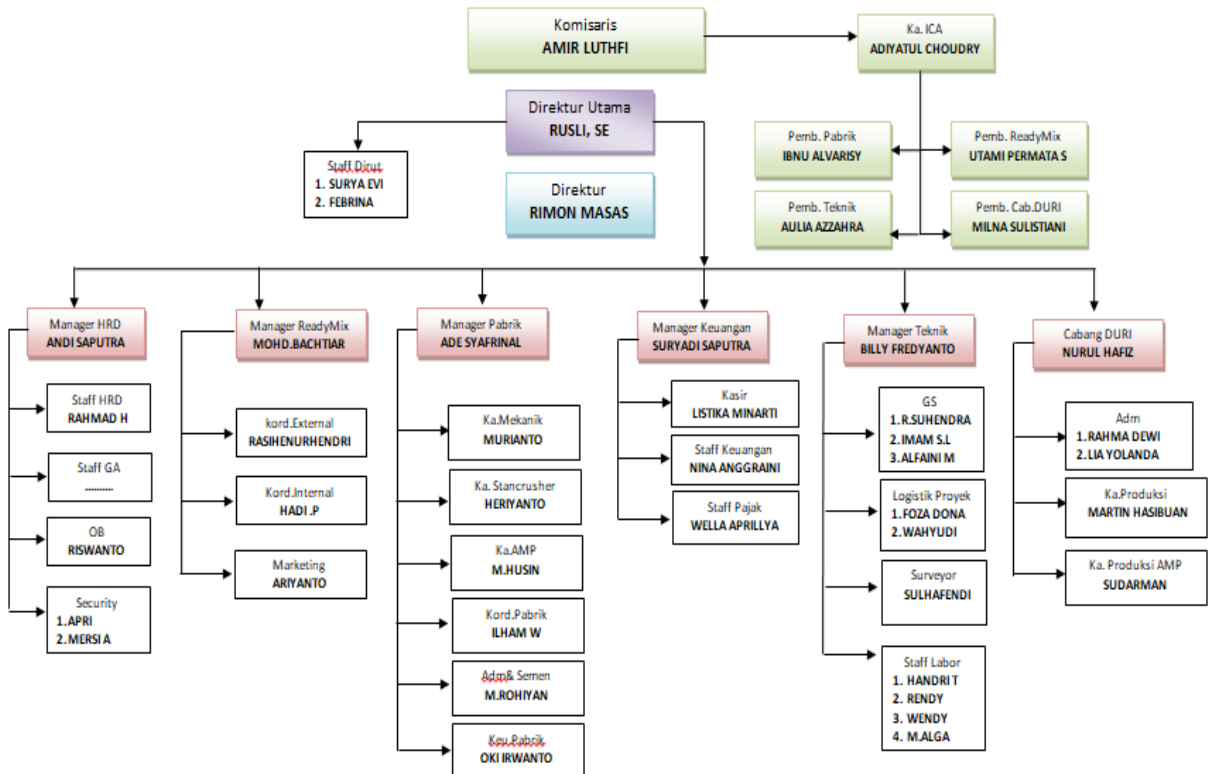 Komisaris
AMIR LUTHFI
Ka. ICA
ADIYATUL CHOUDRY
Direktur Utama
RUSLI, SE
Staff Dirut
1. SURYA EVI
2. FEBRINA
Direktur
RIMON MASAS
Pemb. Pabrik
IBNU ALVARISY
Pemb. ReadyMix
UTAMI PERMATA S
Pemb. Teknik
AULIA AZZAHRA
Pemb. Cab.DURI
MILNA SULISTIANI
Manager HRD
ANDI SAPUTRA
Manager ReadyMix
MOHD.BACHTIAR
Manager Pabrik
ADE SYAFRINAL
Manager Keuangan
SURYADI SAPUTRA
Manager Teknik
BILLY FREDYANTO
Cabang DURI
NURUL HAFIZ
Staff HRD
RAHMAD H
Staff GA
..........
OB
RISWANTO
Security
1. APRI
2. MERSI A
kord.External
RASIHENURHENDRI
Kord.Internal
HADI .P
Marketing
ARIYANTO
Ka.Mekanik
MURIANTO
Ka. Stancrusher
HERIYANTO
Ka.AMP
M.HUSIN
Kord.Pabrik
ILHAM W
Adm& Semen
M.ROHIYAN
Keu.Pabrik
OKI IRWANTO
Kasir
LISTIKA MINARTI
Staff Keuangan
NINA ANGGRAINI
Staff Pajak
WELLA APRILLYA
GS
1.R.SUHENDRA
2.IMAM S.L
3.ALFAINI M
Logistik Proyek
1.FOZA DONA
2.WAHYUDI
Surveyor
SULHAFENDI
Staff Labor
1. HANDRI T
2. RENDY
3. WENDY
4. M.ALGA
Adm
1.RAHMA DEWI
2.LIA YOLANDA
Ka.Produksi
MARTIN HASIBUAN
Ka. Produksi AMP
SUDARMAN